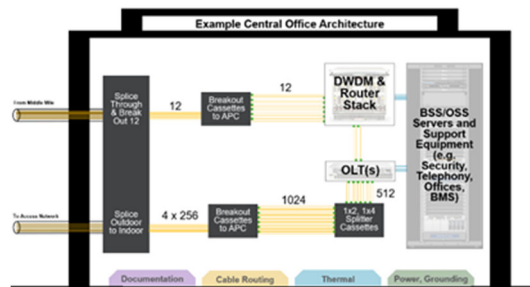 Example Central Office Architecture
From Middle Mile
Splice
Through
& Break
Out 12
12
Breakout
Cassettes
to APC
12
DWDM &
Router
Stack
BSS/OSS
Servers and
Support
Equipment
(e.g.
Security,
Telephony,
Offices,
BMS)
OLT(s)
512
To Access Network
Splice
Outdoor
to Indoor
4 x 256
Breakout
Cassettes
to APC
1024
1x2, 1x4
Splitter
Cassettes
Documentation
Cable Routing
Thermal
Power, Grounding